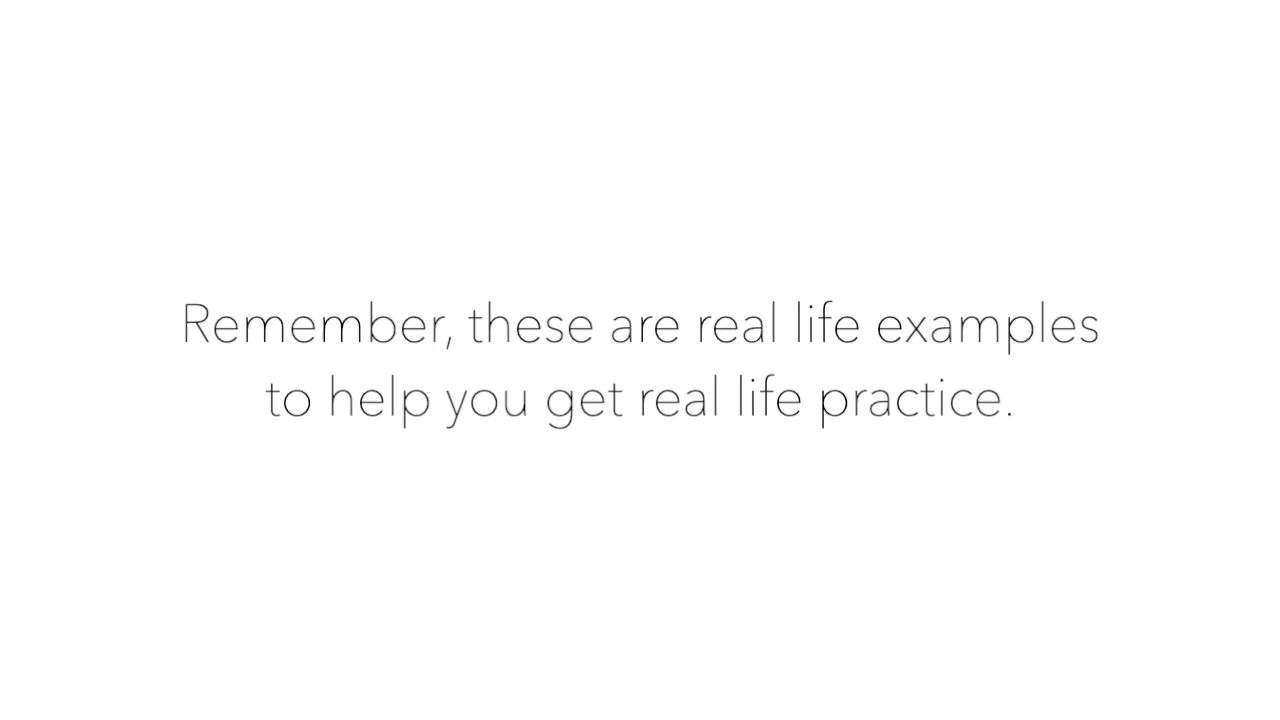 Remember, these are real life examples
to help you get real life practice.